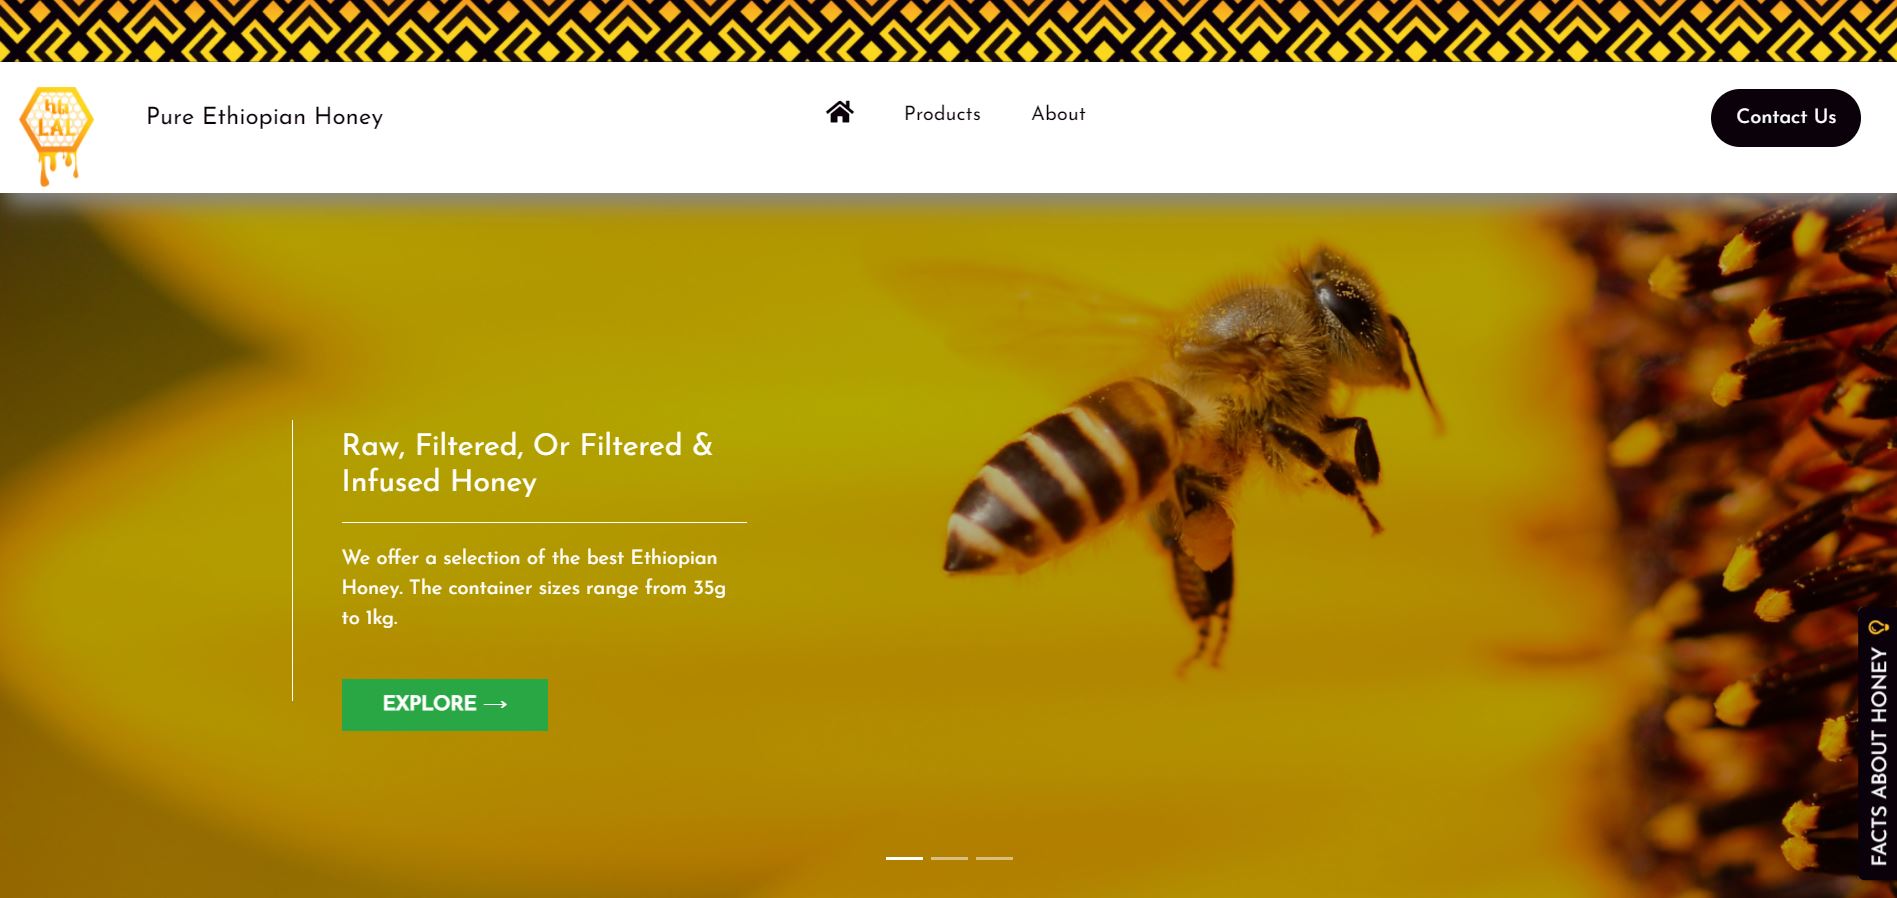 LAL
Pure Ethiopian Honey
Products
About
Contact Us
Raw, Filtered, Or Filtered &
Infused Honey
We offer a selection of the best Ethiopian
Honey. The container sizes range from 35g
to 1kg.
EXPLORE →
FACTS ABOUT HONEY